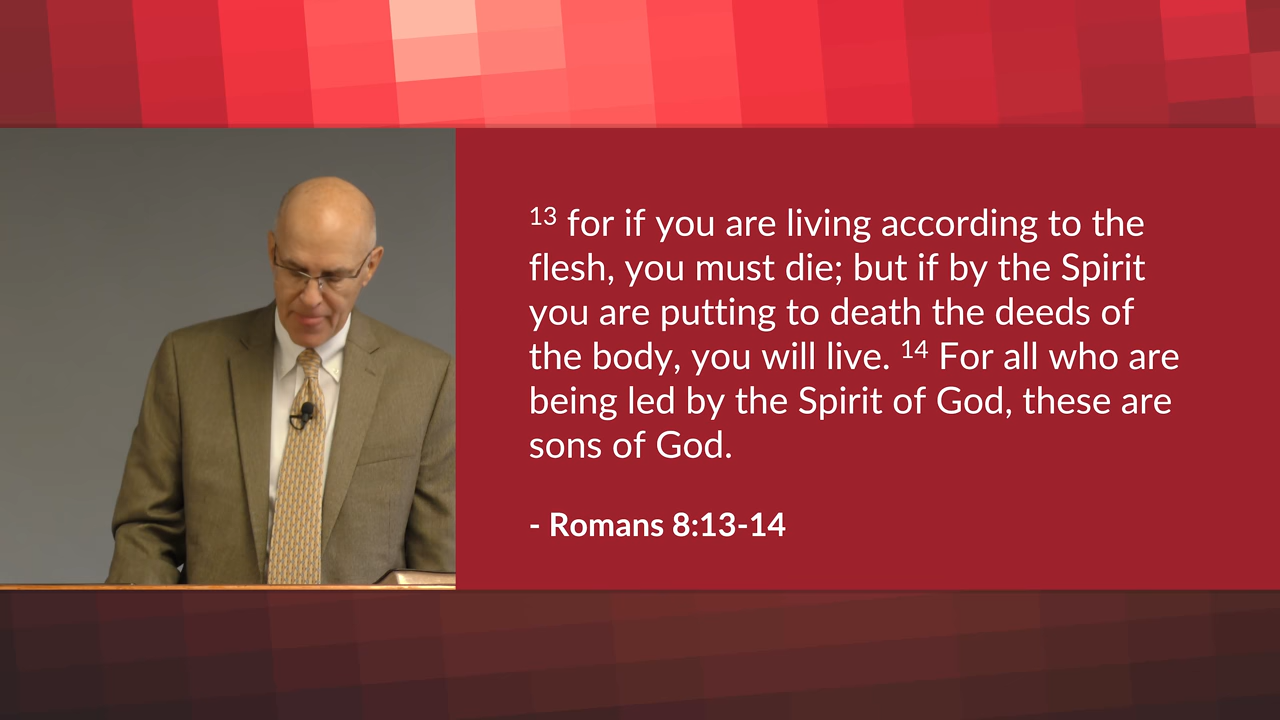 13 for if you are living according to the
flesh, you must die; but if by the Spirit
you are putting to death the deeds of
the body, you will live. 14 For all who are
being led by the Spirit of God, these are
sons of God.
- Romans 8:13-14